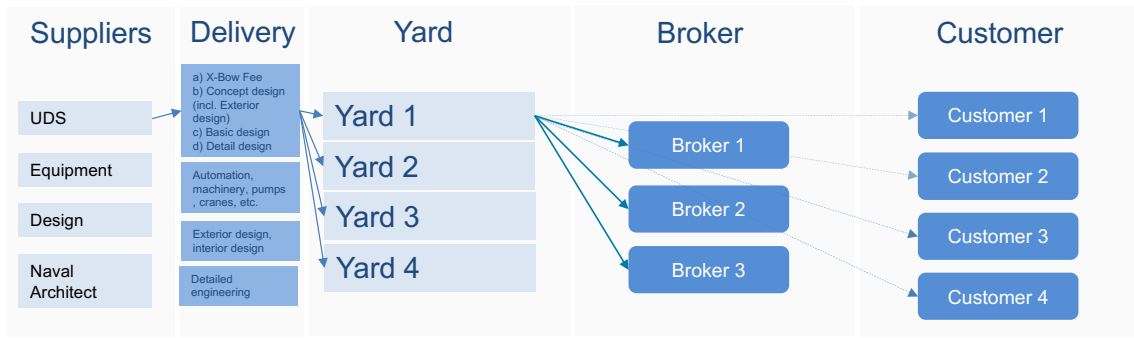 Suppliers
Delivery
Yard
Broker
Customer
UDS
Equipment
Design
Naval
Architect
a) X-Bow Fee
b) Concept design
(incl. Exterior
design)
c) Basic design
d) Detail design
Automation,
machinery, pumps
, cranes, etc.
Exterior design,
interior design
Detailed
engineering
Yard 1
Yard 2
Yard 3
Yard 4
Broker 1
Broker 2
Broker 3
Customer 1
Customer 2
Customer 3
Customer 4